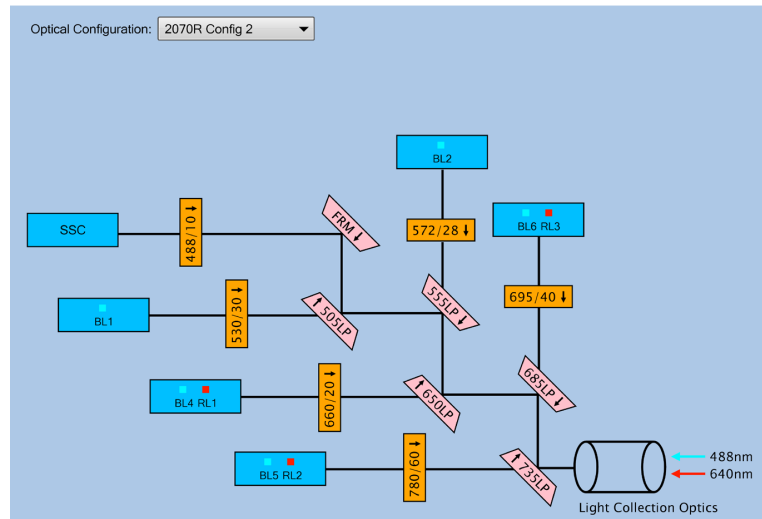 Optical Configuration: 2070R Config 2
BL2
SSC
488/10
FRM
572/28
BL6 RL3
BL1
530/30
505LP
555LP
695/40
BL4 RL1
660/20
650LP
685LP
BL5 RL2
780/60
735LP
488nm
640nm
Light Collection Optics